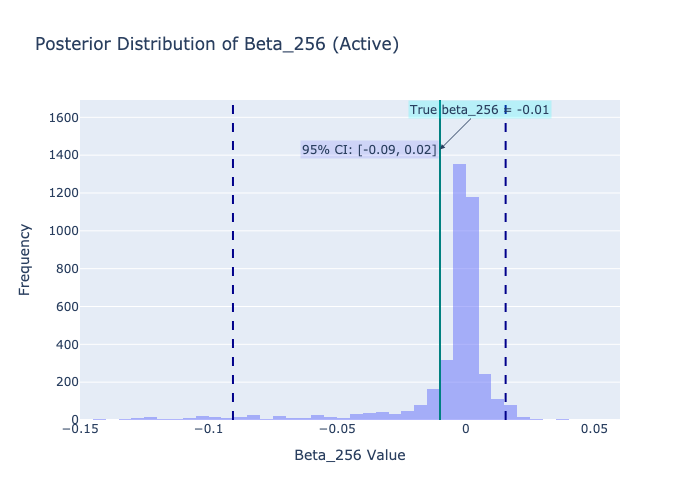 Posterior Distribution of Beta_256 (Active)
True beta_256 = -0.01
95% CI: [-0.09, 0.02]
1600
1400
1200
1000
800
600
400
200
0
Frequency
−0.15 −0.1 −0.05 0 0.05
Beta_256 Value